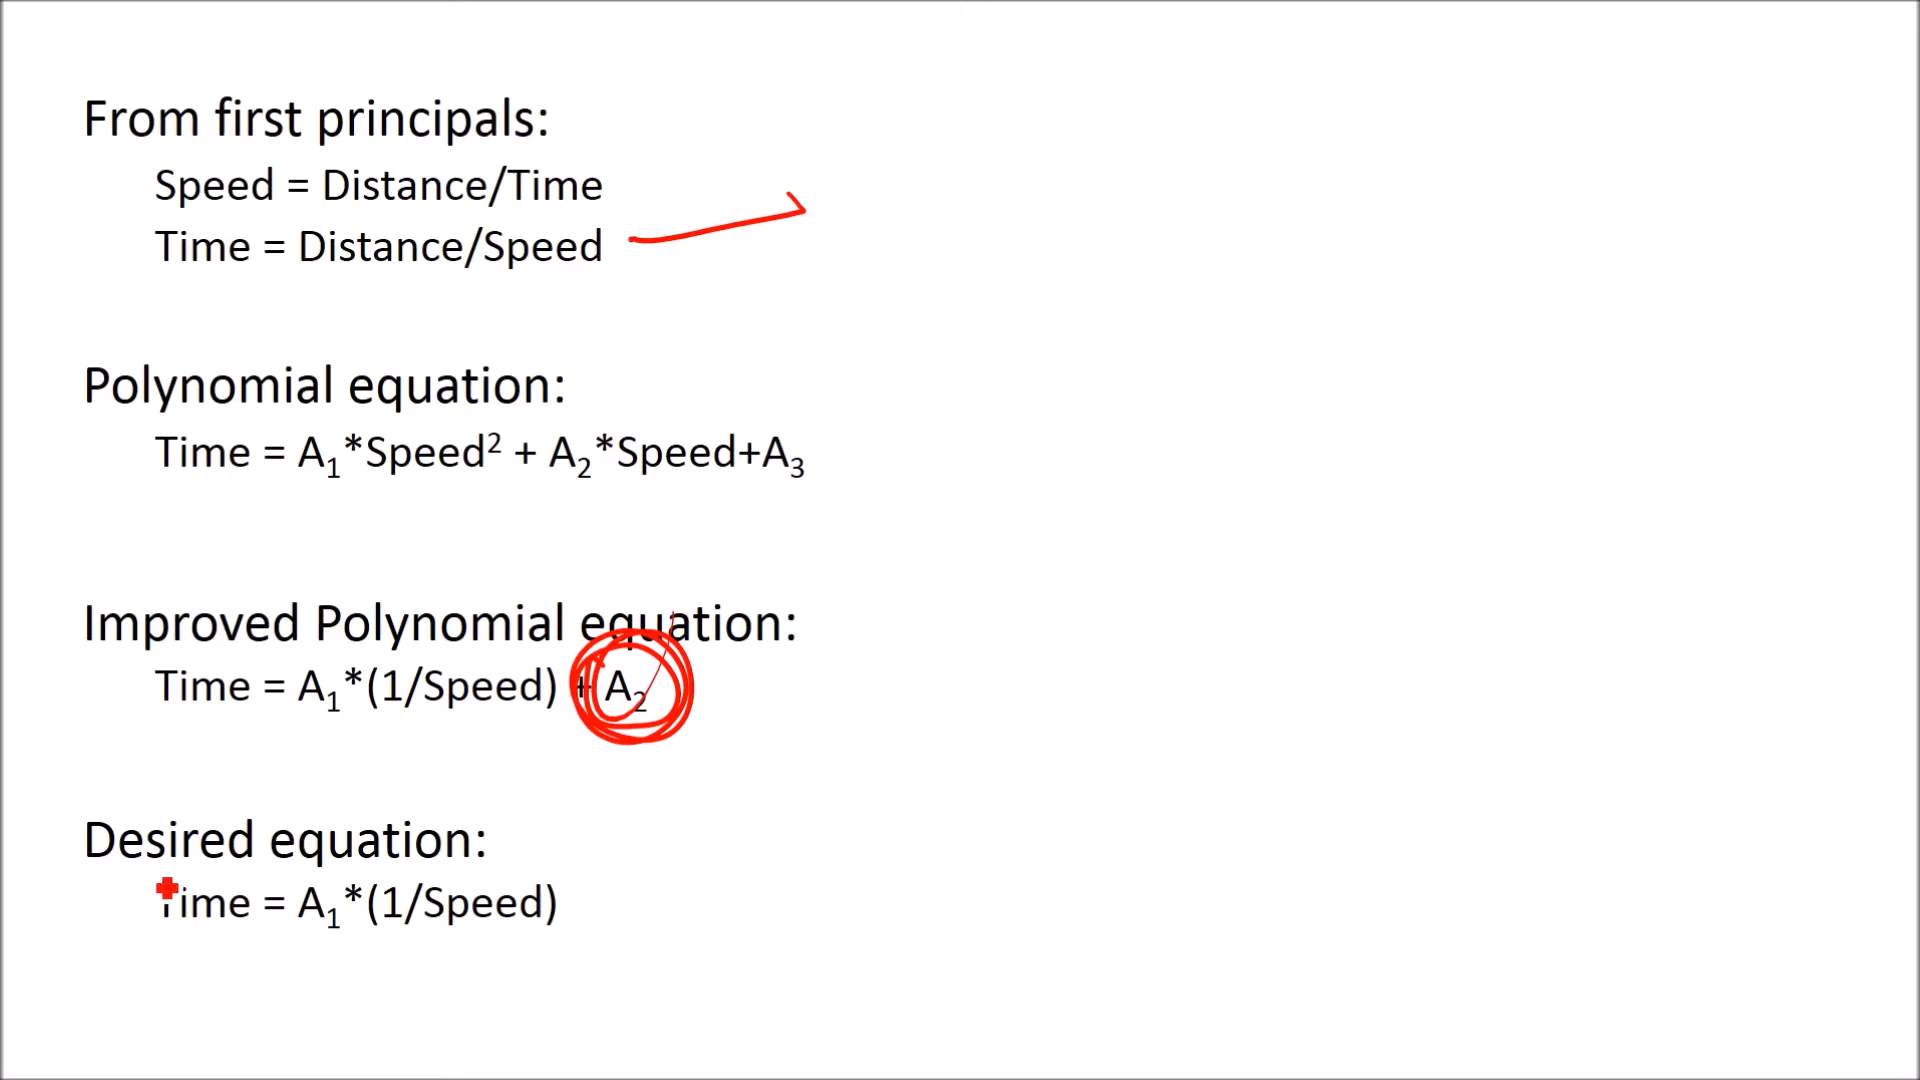 From first principals:
Speed = Distance/Time
Time = Distance/Speed
Polynomial equation:
Time = A₁*Speed² + A₂*Speed+A₃
Improved Polynomial equation:
Time = A₁*(1/Speed) + A₂
Desired equation:
Time = A₁*(1/Speed)